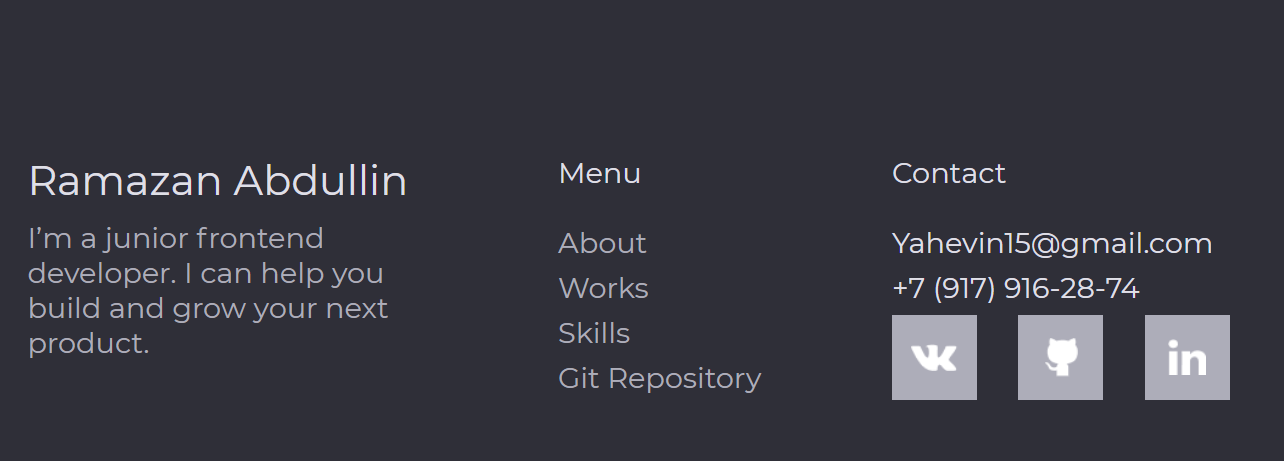 Ramazan Abdullin
I’m a junior frontend
developer. I can help you
build and grow your next
product.
Menu
About
Works
Skills
Git Repository
Contact
Yahevin15@gmail.com
+7 (917) 916-28-74
in